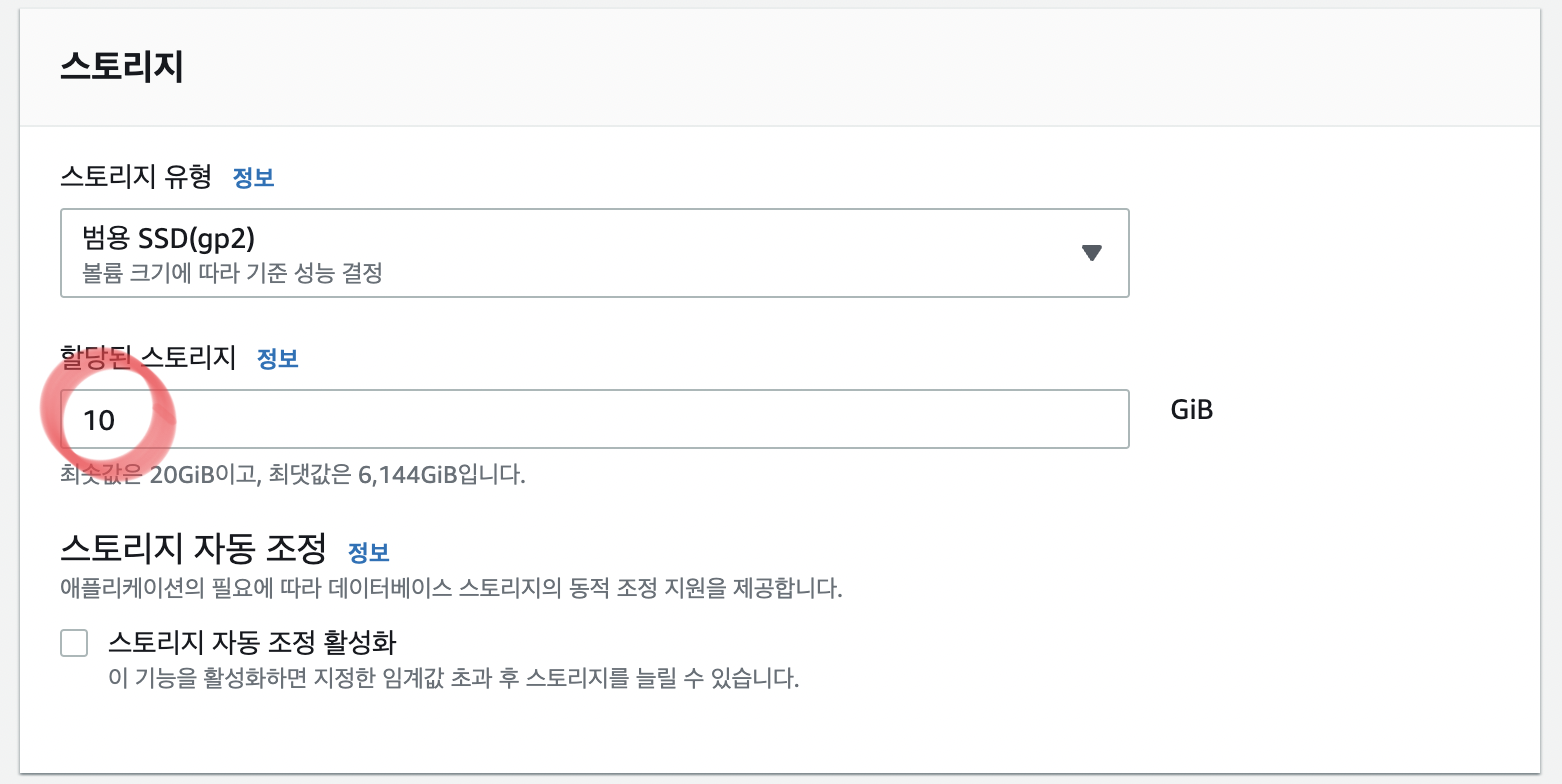 스토리지
스토리지 유형 정보
범용 SSD(gp2)
볼륨 크기에 따라 기준 성능 결정
할당된 스토리지 정보
10 GiB
최솟값은 20GiB이고, 최댓값은 6,144GiB입니다.
스토리지 자동 조정 정보
애플리케이션의 필요에 따라 데이터베이스 스토리지의 동적 조정 지원을 제공합니다.
스토리지 자동 조정 활성화
이 기능을 활성화하면 지정한 임계값 초과 후 스토리지를 늘릴 수 있습니다.